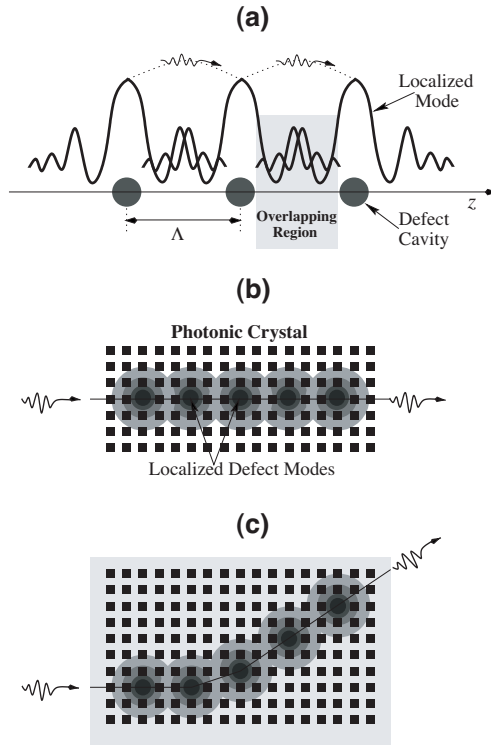 (a)
Localized
Mode
Λ
Overlapping
Region
Defect
Cavity
z
(b)
Photonic Crystal
Localized Defect Modes
(c)